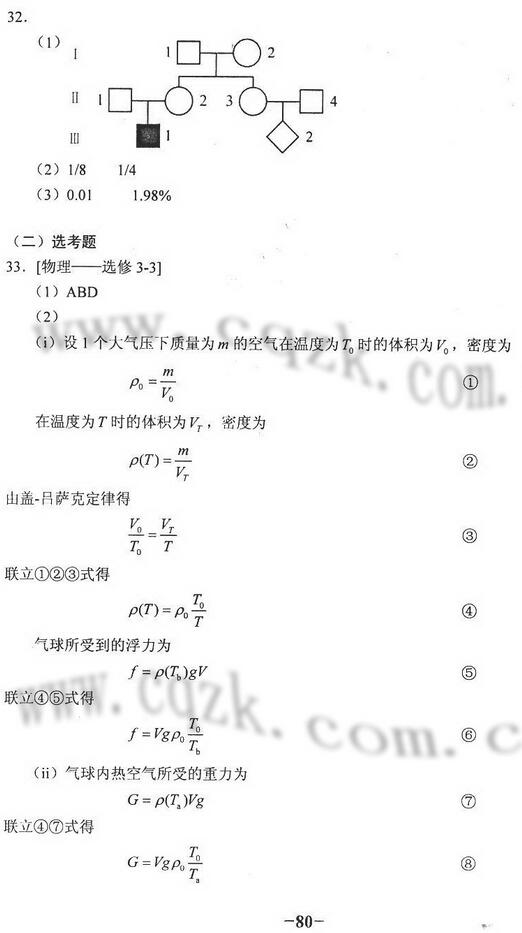 32.
(1)
I 1 2
II 1 2 3 4
III 1 2
(2) 1/8 1/4
(3) 0.01 1.98%
(二) 选考题
33. [物理——选修 3-3]
(1) ABD
(2)
(i) 设 1 个大气压下质量为 m 的空气在温度为 T₀ 时的体积为 V₀，密度为
ρ₀ = m/V₀ ①
在温度为 T 时的体积为 V_T，密度为
ρ(T) = m/V_T ②
由盖-吕萨克定律得
V₀/T₀ = V_T/T ③
联立①②③式得
ρ(T) = ρ₀ T₀/T ④
气球所受到的浮力为
f = ρ(T_b)gV ⑤
联立④⑤式得
f = Vgρ₀ T₀/T_b ⑥
(ii) 气球内热空气所受的重力为
G = ρ(T_a)Vg ⑦
联立④⑦式得
G = Vgρ₀ T₀/T_a ⑧
-80-
www.cqzk.com.
www.cqzk.com.c